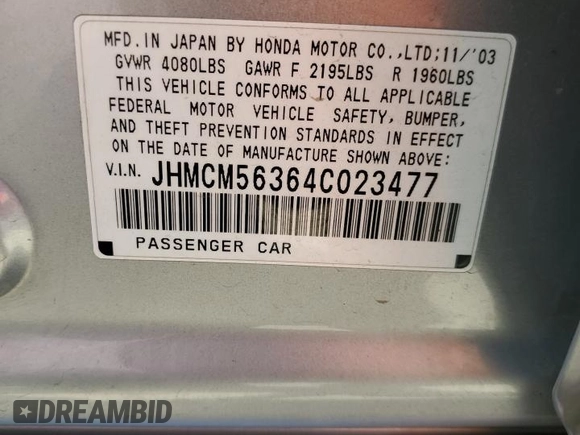 MFD.IN JAPAN BY HONDA MOTOR CO.,LTD;11/'03
GVWR 4080LBS GAWR F 2195LBS R 1960LBS
THIS VEHICLE CONFORMS TO ALL APPLICABLE
FEDERAL MOTOR VEHICLE SAFETY, BUMPER,
AND THEFT PREVENTION STANDARDS IN EFFECT
ON THE DATE OF MANUFACTURE SHOWN ABOVE:
V.I.N. JHMCM56364C023477
PASSENGER CAR
DREAMBID